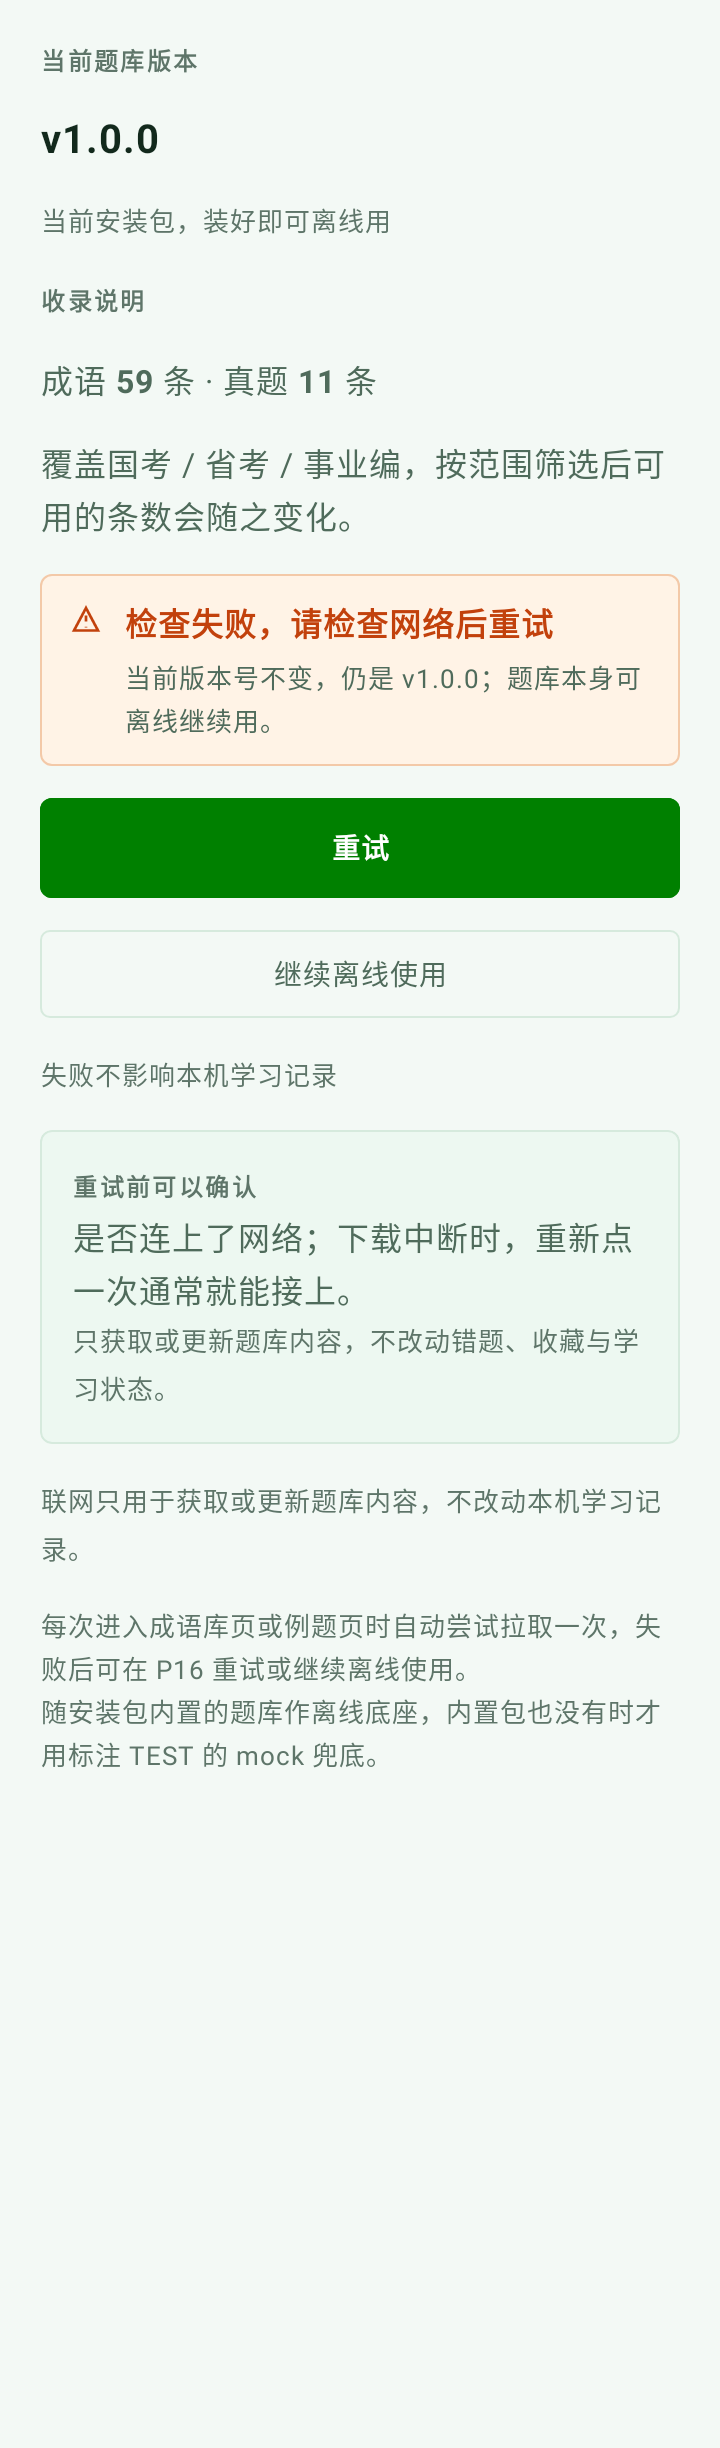 当前题库版本
v1.0.0
当前安装包，装好即可离线用
收录说明
成语 59 条 · 真题 11 条
覆盖国考 / 省考 / 事业编，按范围筛选后可
用的条数会随之变化。
检查失败，请检查网络后重试
当前版本号不变，仍是 v1.0.0；题库本身可
离线继续用。
重试
继续离线使用
失败不影响本机学习记录
重试前可以确认
是否连上了网络；下载中断时，重新点
一次通常就能接上。
只获取或更新题库内容，不改动错题、收藏与学
习状态。
联网只用于获取或更新题库内容，不改动本机学习记
录。
每次进入成语库页或例题页时自动尝试拉取一次，失
败后可在 P16 重试或继续离线使用。
随安装包内置的题库作离线底座，内置包也没有时才
用标注 TEST 的 mock 兜底。